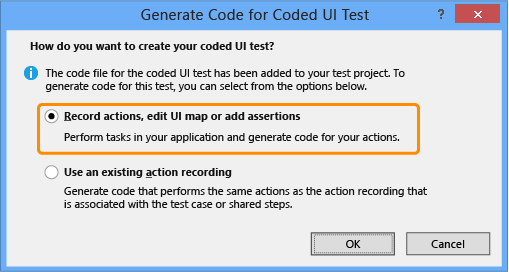 Generate Code for Coded UI Test
?
How do you want to create your coded UI test?
The code file for the coded UI test has been added to your test project. To
generate code for this test, you can select from the options below.
Record actions, edit UI map or add assertions
Perform tasks in your application and generate code for your actions.
Use an existing action recording
Generate code that performs the same actions as the action recording that
is associated with the test case or shared steps.
OK
Cancel